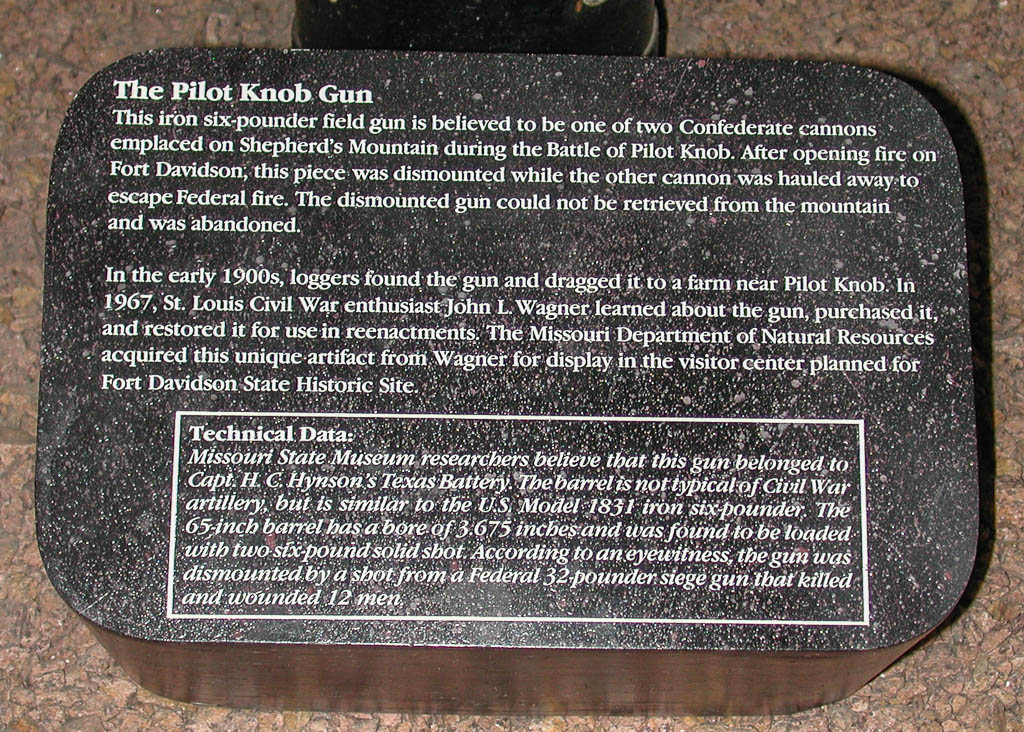 The Pilot Knob Gun
This iron six-pounder field gun is believed to be one of two Confederate cannons
emplaced on Shepherd's Mountain during the Battle of Pilot Knob. After opening fire on
Fort Davidson, this piece was dismounted while the other cannon was hauled away to
escape Federal fire. The dismounted gun could not be retrieved from the mountain
and was abandoned.
In the early 1900s, loggers found the gun and dragged it to a farm near Pilot Knob. In
1967, St. Louis Civil War enthusiast John L. Wagner learned about the gun, purchased it,
and restored it for use in reenactments. The Missouri Department of Natural Resources
acquired this unique artifact from Wagner for display in the visitor center planned for
Fort Davidson State Historic Site.
Technical Data:
Missouri State Museum researchers believe that this gun belonged to
Capt. H. C. Hynson's Texas Battery. The barrel is not typical of Civil War
artillery, but is similar to the U.S. Model 1831 iron six-pounder. The
65-inch barrel has a bore of 3.675 inches and was found to be loaded
with two six-pound solid shot. According to an eyewitness, the gun was
dismounted by a shot from a Federal 32-pounder siege gun that killed
and wounded 12 men.